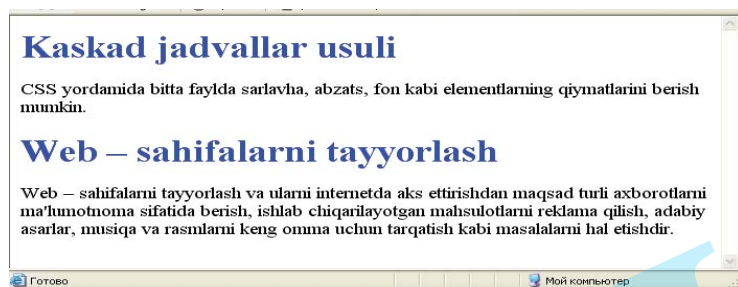 Kaskad jadvallar usuli
CSS yordamida bitta faylda sarlavha, abzats, fon kabi elementlarning qiymatlarini berish
mumkin.
Web – sahifalarni tayyorlash
Web – sahifalarni tayyorlash va ularni internetda aks ettirishdan maqsad turli axborotlarni
ma'lumotnoma sifatida berish, ishlab chiqarilayotgan mahsulotlarni reklama qilish, adabiy
asarlar, musiqa va rasmlarni keng omma uchun tarqatish kabi masalalarni hal etishdir.
Готово Мой компьютер